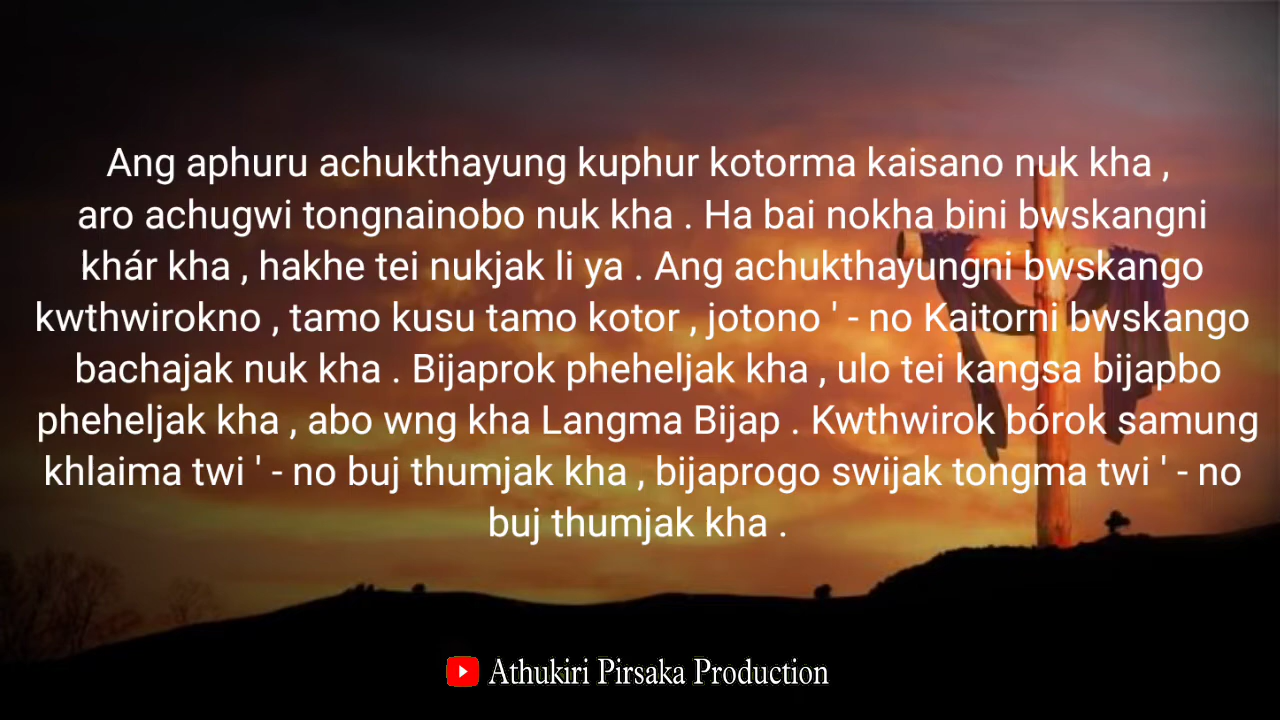 Ang aphuru achukthayung kuphur kotorma kaisano nuk kha ,
aro achugwi tongnainobo nuk kha . Ha bai nokha bini bwskangni
khár kha , hakhe tei nukjak li ya . Ang achukthayungni bwskango
kwthwirokno , tamo kusu tamo kotor , jotono ' - no Kaitorni bwskango
bachajak nuk kha . Bijaprok pheheljak kha , ulo tei kangsa bijapbo
pheheljak kha , abo wng kha Langma Bijap . Kwthwirok bórok samung
khlaima twi ' - no buj thumjak kha , bijaprogo swijak tongma twi ' - no
buj thumjak kha .
Athukiri Pirsaka Production